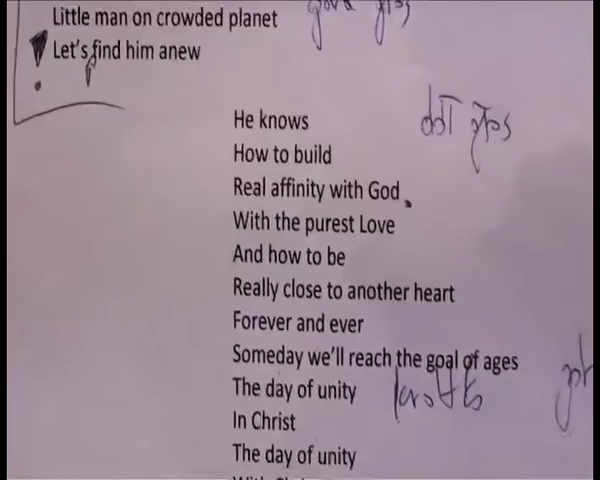 Little man on crowded planet
Let's find him anew
He knows
How to build
Real affinity with God
With the purest Love
And how to be
Really close to another heart
Forever and ever
Someday we'll reach the goal of ages
The day of unity
In Christ
The day of unity